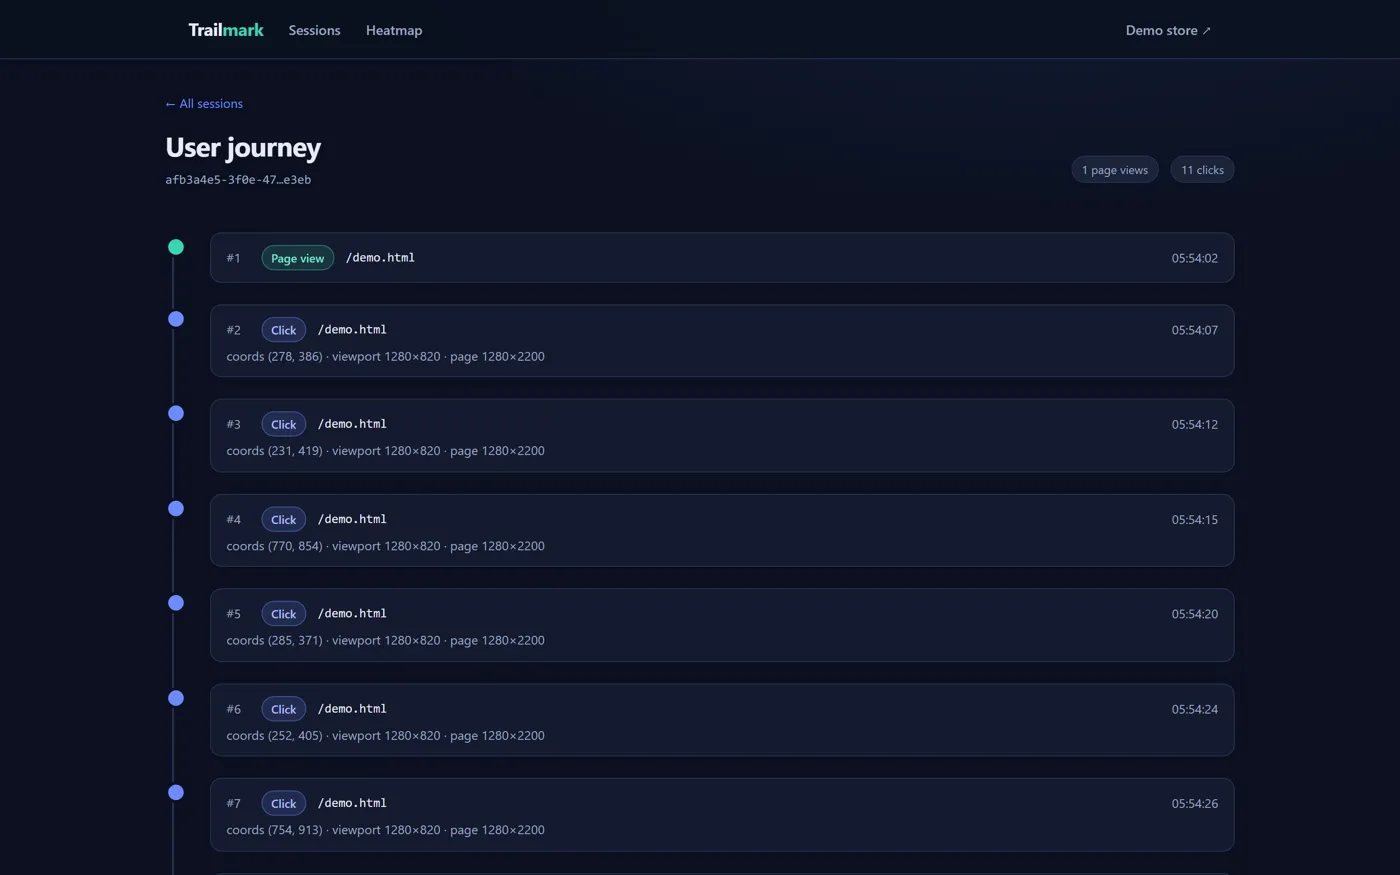 Trailmark Sessions Heatmap Demo store ↗
← All sessions
User journey
afb3a4e5-3f0e-47…e3eb
1 page views 11 clicks
#1 Page view /demo.html 05:54:02
#2 Click /demo.html 05:54:07
coords (278, 386) · viewport 1280×820 · page 1280×2200
#3 Click /demo.html 05:54:12
coords (231, 419) · viewport 1280×820 · page 1280×2200
#4 Click /demo.html 05:54:15
coords (770, 854) · viewport 1280×820 · page 1280×2200
#5 Click /demo.html 05:54:20
coords (285, 371) · viewport 1280×820 · page 1280×2200
#6 Click /demo.html 05:54:24
coords (252, 405) · viewport 1280×820 · page 1280×2200
#7 Click /demo.html 05:54:26
coords (754, 913) · viewport 1280×820 · page 1280×2200